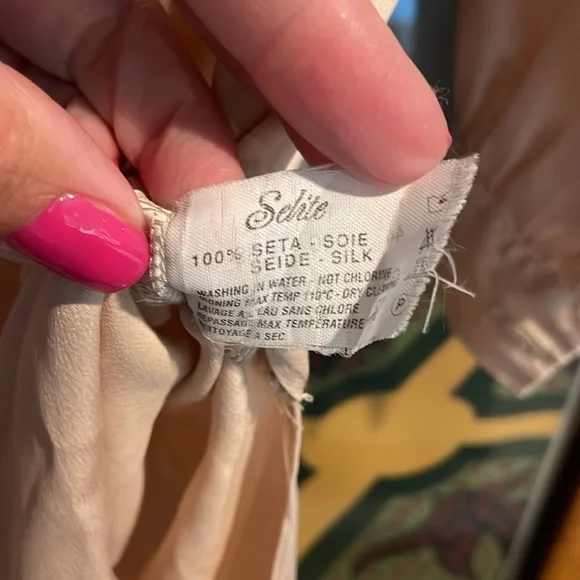 Selite
100% SETA - SOIE
SEIDE - SILK
WASHING IN WATER - NOT CHLORINE
IRONING MAX TEMP 110°C - DRY CLEANING
LAVAGE A L'EAU SANS CHLORE
REPASSAGE MAX TEMPERATURE
NETTOYAGE A SEC